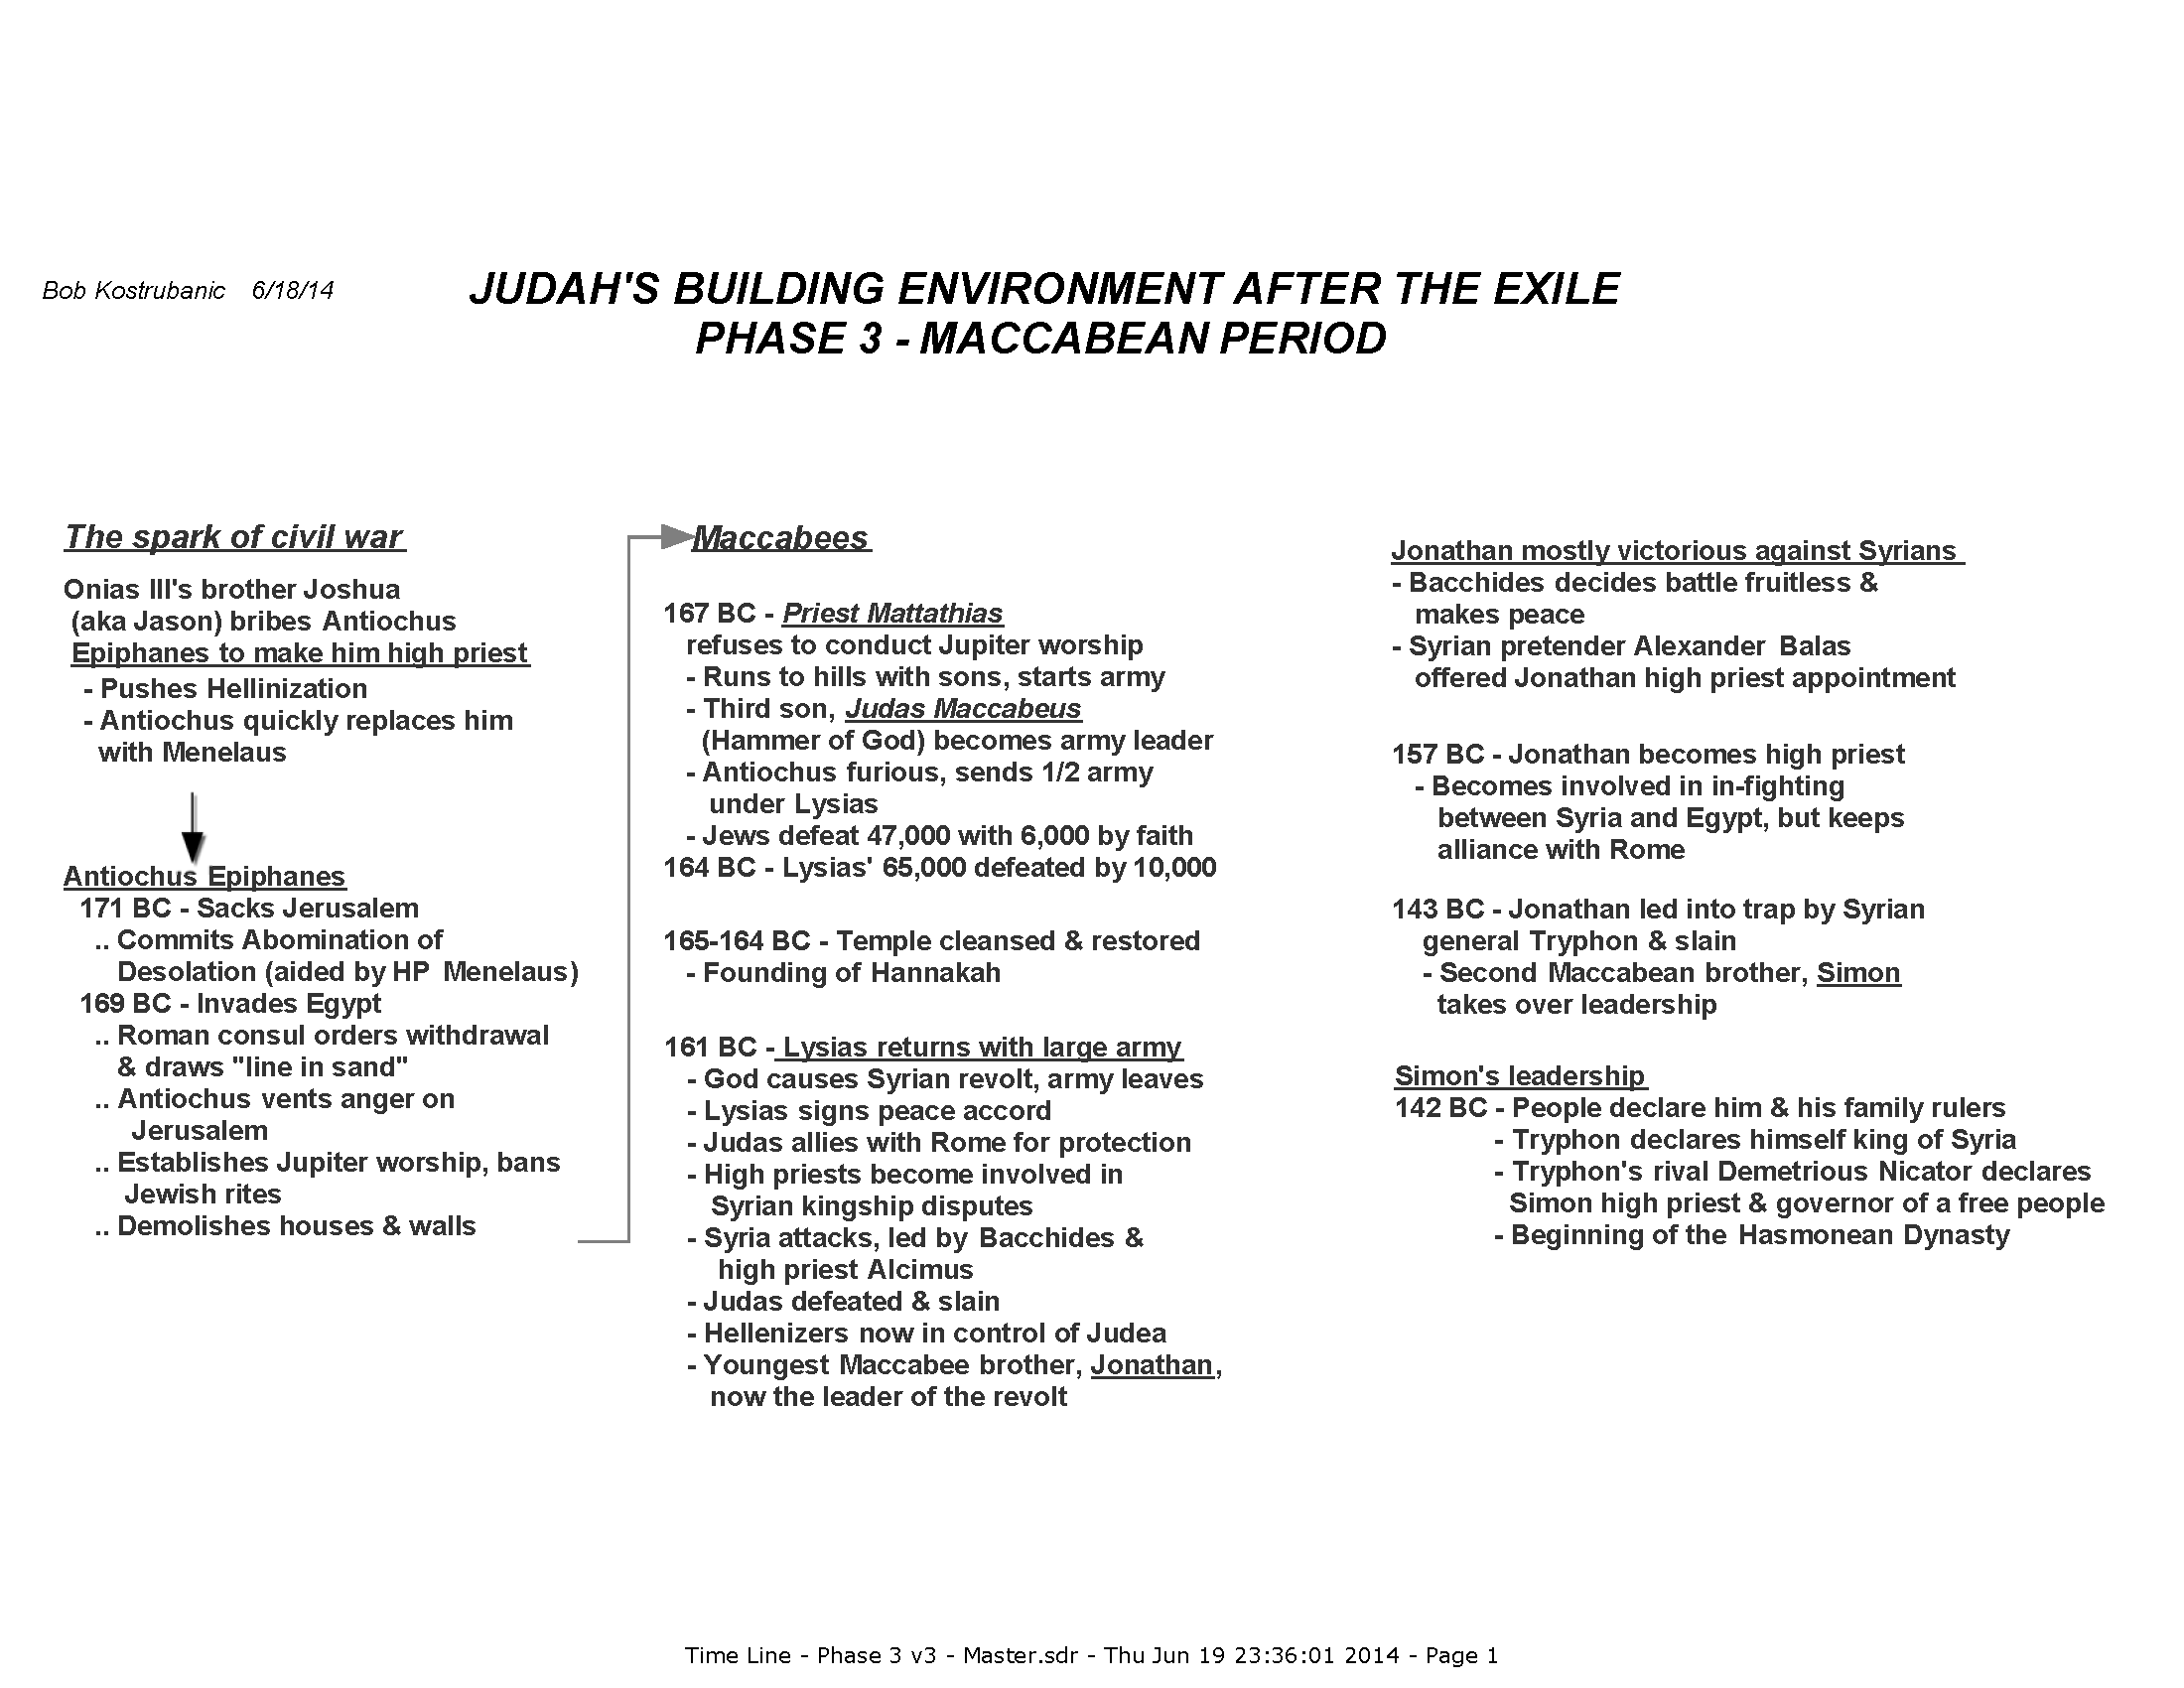 Bob Kostrubanic 6/18/14
JUDAH'S BUILDING ENVIRONMENT AFTER THE EXILE
PHASE 3 - MACCABEAN PERIOD
The spark of civil war
Onias III's brother Joshua
(aka Jason) bribes Antiochus
Epiphanes to make him high priest
- Pushes Hellinization
- Antiochus quickly replaces him
with Menelaus
Antiochus Epiphanes
171 BC - Sacks Jerusalem
.. Commits Abomination of
Desolation (aided by HP Menelaus)
169 BC - Invades Egypt
.. Roman consul orders withdrawal
& draws "line in sand"
.. Antiochus vents anger on
Jerusalem
.. Establishes Jupiter worship, bans
Jewish rites
.. Demolishes houses & walls
Maccabees
167 BC - Priest Mattathias
refuses to conduct Jupiter worship
- Runs to hills with sons, starts army
- Third son, Judas Maccabeus
(Hammer of God) becomes army leader
- Antiochus furious, sends 1/2 army
under Lysias
- Jews defeat 47,000 with 6,000 by faith
164 BC - Lysias' 65,000 defeated by 10,000
165-164 BC - Temple cleansed & restored
- Founding of Hannakah
161 BC - Lysias returns with large army
- God causes Syrian revolt, army leaves
- Lysias signs peace accord
- Judas allies with Rome for protection
- High priests become involved in
Syrian kingship disputes
- Syria attacks, led by Bacchides &
high priest Alcimus
- Judas defeated & slain
- Hellenizers now in control of Judea
- Youngest Maccabee brother, Jonathan,
now the leader of the revolt
Jonathan mostly victorious against Syrians
- Bacchides decides battle fruitless &
makes peace
- Syrian pretender Alexander Balas
offered Jonathan high priest appointment
157 BC - Jonathan becomes high priest
- Becomes involved in in-fighting
between Syria and Egypt, but keeps
alliance with Rome
143 BC - Jonathan led into trap by Syrian
general Tryphon & slain
- Second Maccabean brother, Simon
takes over leadership
Simon's leadership
142 BC - People declare him & his family rulers
- Tryphon declares himself king of Syria
- Tryphon's rival Demetrious Nicator declares
Simon high priest & governor of a free people
- Beginning of the Hasmonean Dynasty
Time Line - Phase 3 v3 - Master.sdr - Thu Jun 19 23:36:01 2014 - Page 1